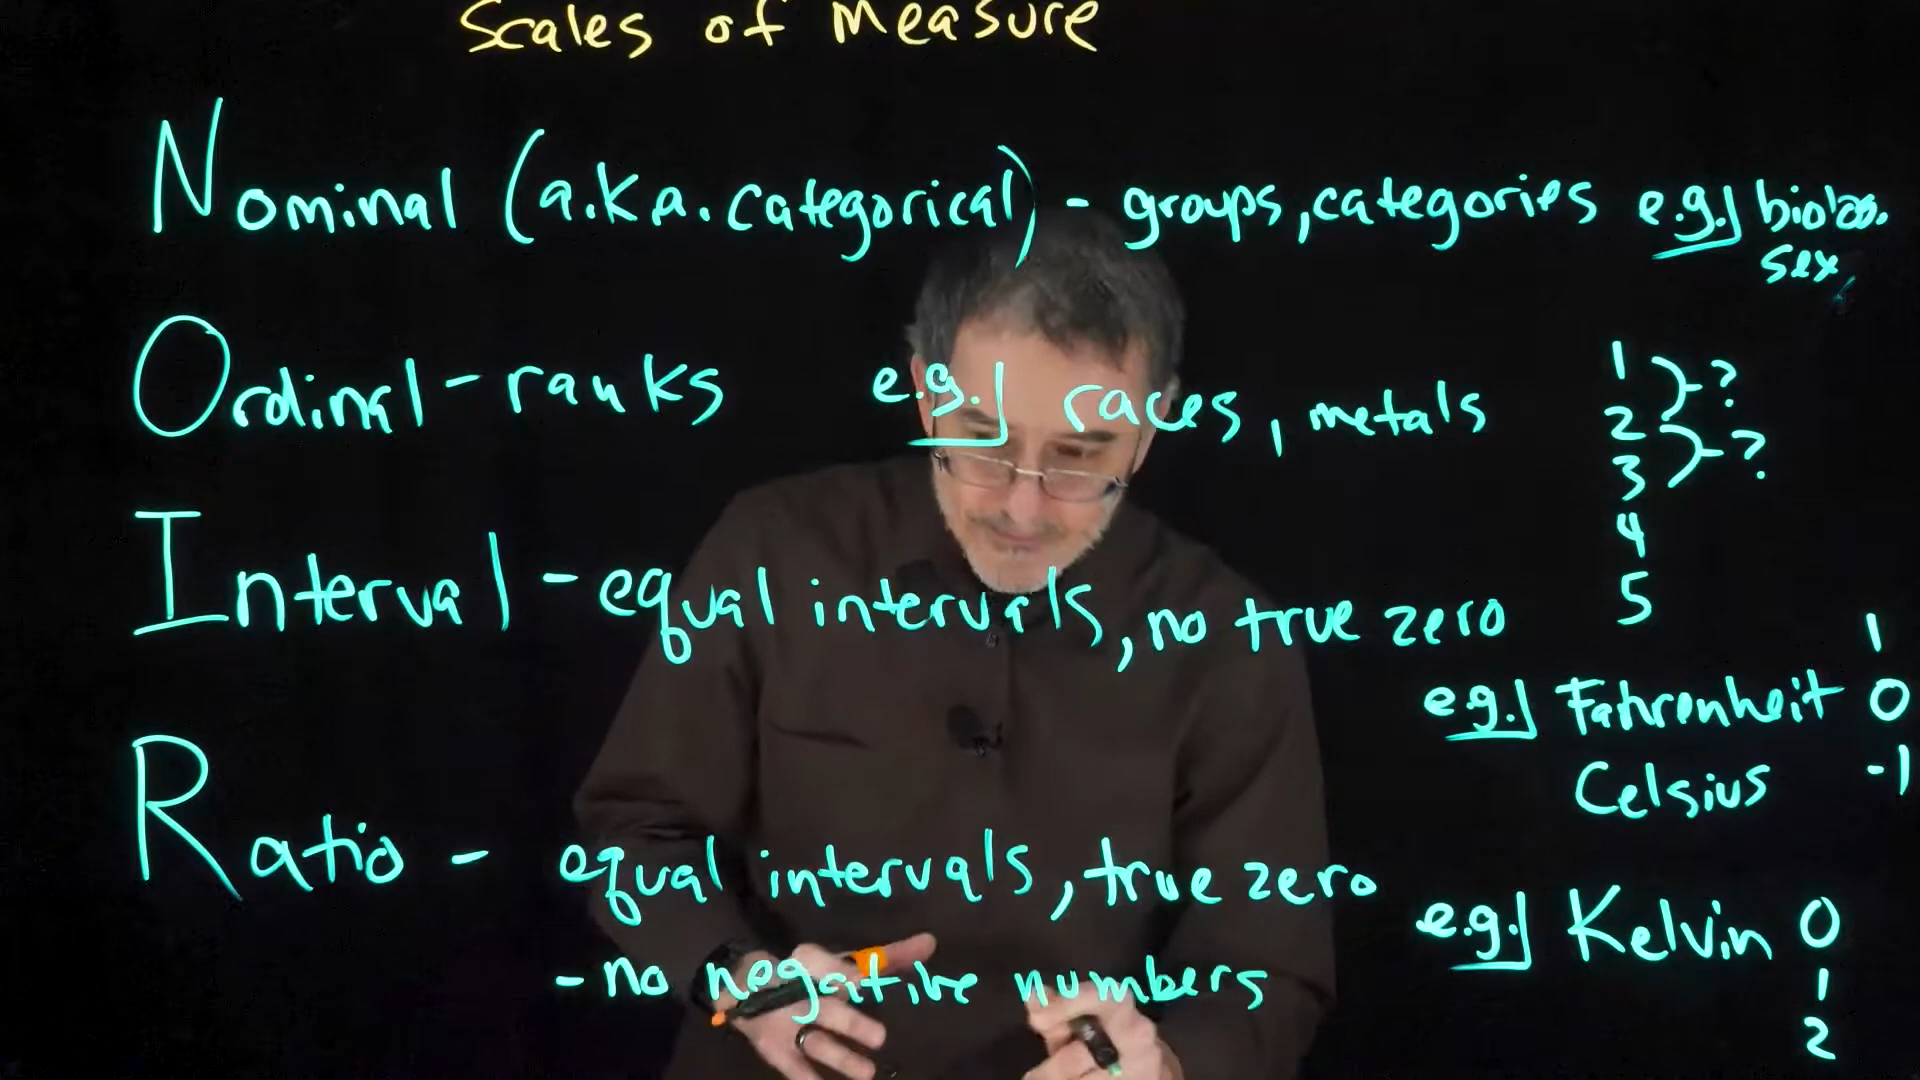 Scales of Measure
Nominal (a.k.a. categorical) - groups, categories e.g. 
sex,
Ordinal - ranks e.g. races, metals
1
2
3
4
5
?
?
Interval - equal intervals, no true zero
e.g. Fahrenheit
Celsius
1
0
-1
Ratio - equal intervals, true zero
- no negative numbers
e.g. Kelvin 0
1
2